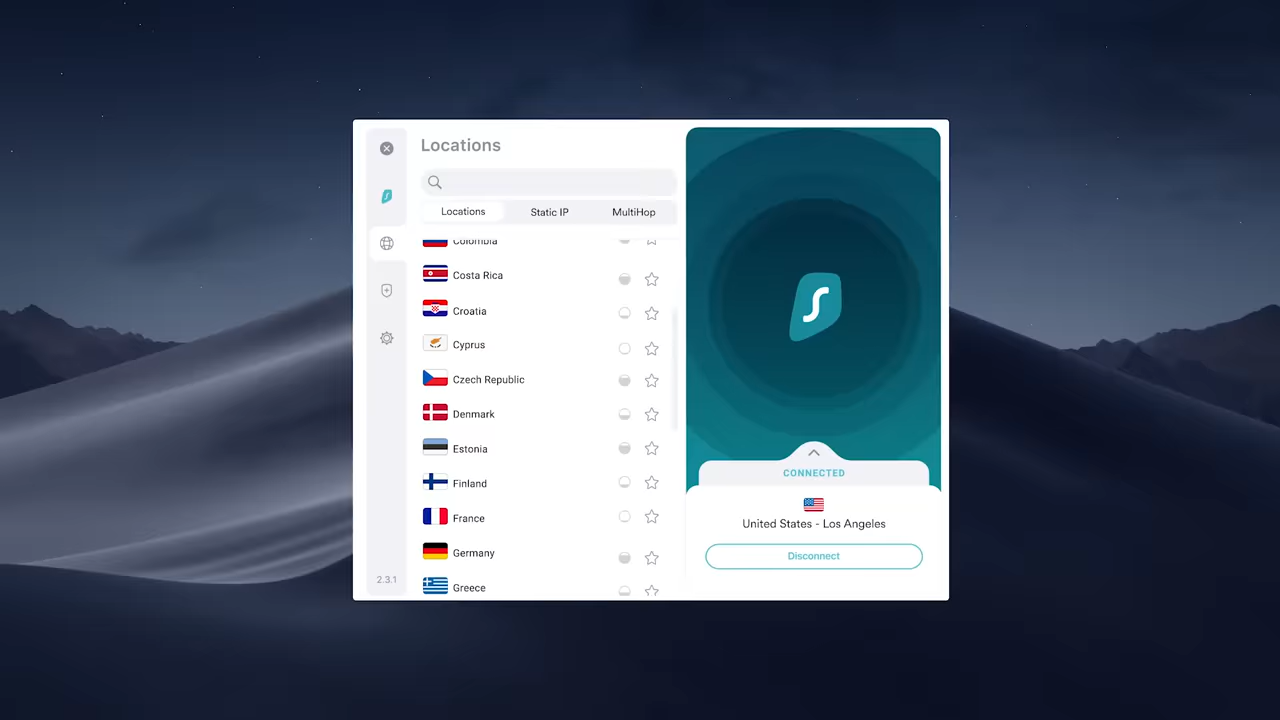 Locations
Locations
Static IP
MultiHop
Colombia
Costa Rica
Croatia
Cyprus
Czech Republic
Denmark
Estonia
Finland
France
Germany
Greece
2.3.1
CONNECTED
United States - Los Angeles
Disconnect